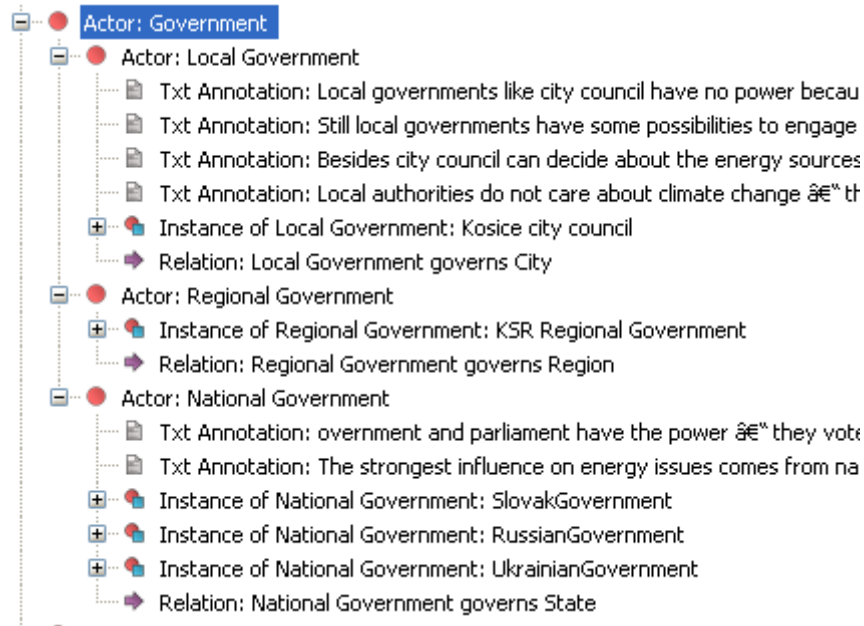 Actor: Government
Actor: Local Government
Txt Annotation: Local governments like city council have no power becau
Txt Annotation: Still local governments have some possibilities to engage
Txt Annotation: Besides city council can decide about the energy sources
Txt Annotation: Local authorities do not care about climate change â€“ th
Instance of Local Government: Kosice city council
Relation: Local Government governs City
Actor: Regional Government
Instance of Regional Government: KSR Regional Government
Relation: Regional Government governs Region
Actor: National Government
Txt Annotation: overnment and parliament have the power â€“ they vote
Txt Annotation: The strongest influence on energy issues comes from na
Instance of National Government: SlovakGovernment
Instance of National Government: RussianGovernment
Instance of National Government: UkrainianGovernment
Relation: National Government governs State